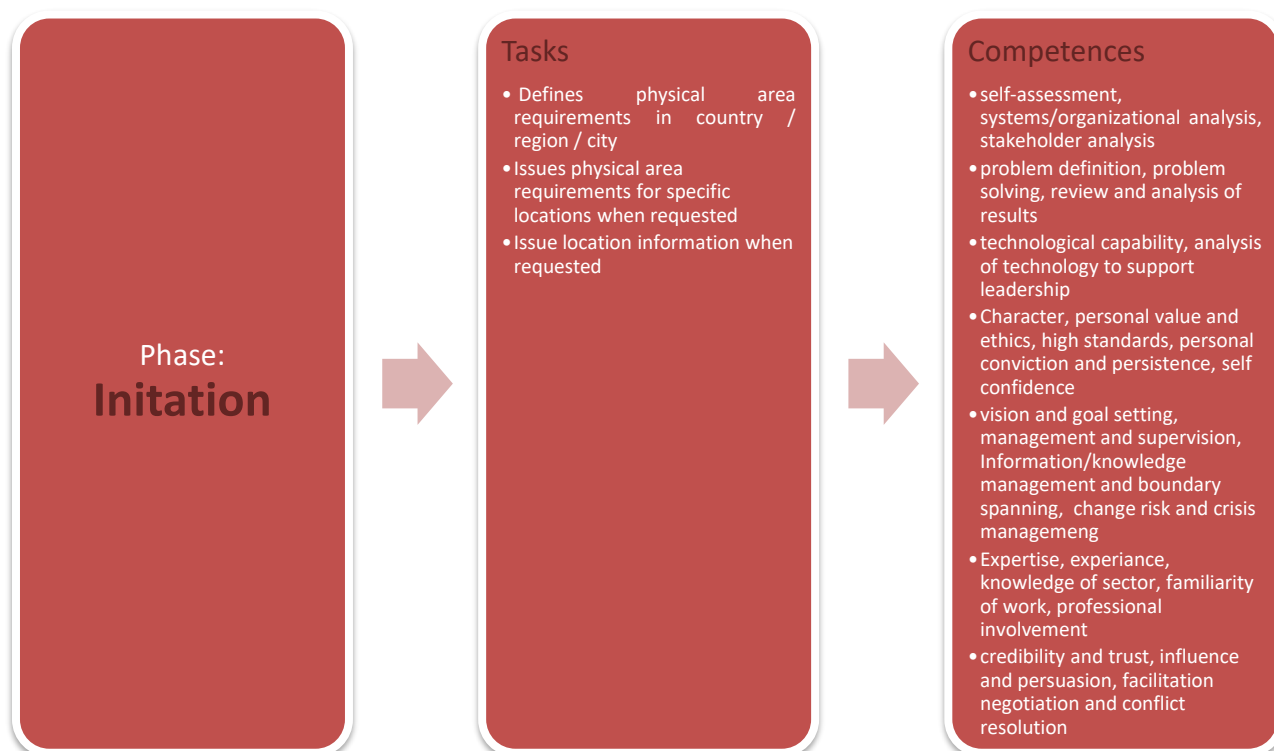 Phase:
Initation
Tasks
• Defines physical area
requirements in country /
region / city
• Issues physical area
requirements for specific
locations when requested
• Issue location information when
requested
Competences
• self-assessment,
systems/organizational analysis,
stakeholder analysis
• problem definition, problem
solving, review and analysis of
results
• technological capability, analysis
of technology to support
leadership
• Character, personal value and
ethics, high standards, personal
conviction and persistence, self
confidence
• vision and goal setting,
management and supervision,
Information/knowledge
management and boundary
spanning, change risk and crisis
managemeng
• Expertise, experiance,
knowledge of sector, familiarity
of work, professional
involvement
• credibility and trust, influence
and persuasion, facilitation
negotiation and conflict
resolution